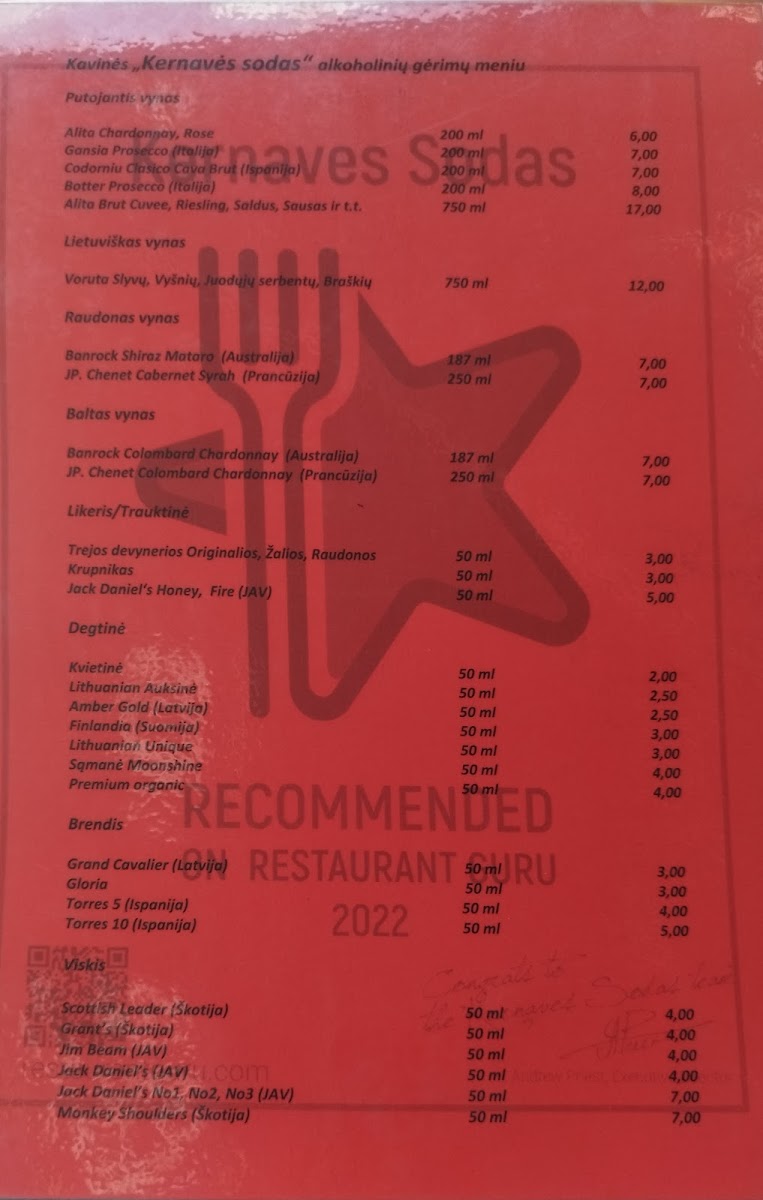 Kavinės „Kernavės sodas“ alkoholinių gėrimų meniu
Putojantis vynas
Alita Chardonnay, Rose 200 ml 6,00
Gansia Prosecco (Italija) 200 ml 7,00
Codorniu Clasico Cava Brut (Ispanija) 200 ml 7,00
Botter Prosecco (Italija) 200 ml 8,00
Alita Brut Cuvee, Riesling, Saldus, Sausas ir t.t. 750 ml 17,00
Kernaves Sodas
Lietuviškas vynas
Voruta Slyvų, Vyšnių, Juodųjų serbentų, Braškių 750 ml 12,00
Raudonas vynas
Banrock Shiraz Mataro (Australija) 187 ml 7,00
JP. Chenet Cabernet Syrah (Prancūzija) 250 ml 7,00
Baltas vynas
Banrock Colombard Chardonnay (Australija) 187 ml 7,00
JP. Chenet Colombard Chardonnay (Prancūzija) 250 ml 7,00
Likeris/Trauktinė
Trejos devynerios Originalios, Žalios, Raudonos 50 ml 3,00
Krupnikas 50 ml 3,00
Jack Daniel‘s Honey, Fire (JAV) 50 ml 5,00
Degtinė
Kvietinė 50 ml 2,00
Lithuanian Auksinė 50 ml 2,50
Amber Gold (Latvija) 50 ml 2,50
Finlandia (Suomija) 50 ml 3,00
Lithuanian Unique 50 ml 3,00
Sąmanė Moonshine 50 ml 4,00
Premium organic 50 ml 4,00
RECOMMENDED
Brendis
ON RESTAURANT GURU
Grand Cavalier (Latvija) 50 ml 3,00
Gloria 50 ml 3,00
Torres 5 (Ispanija) 50 ml 4,00
Torres 10 (Ispanija) 50 ml 5,00
2022
Viskis
Congrats to
the Kernaves Sodas team
Scottish Leader (Škotija) 50 ml 4,00
Grant‘s (Škotija) 50 ml 4,00
Jim Beam (JAV) 50 ml 4,00
Jack Daniel‘s (JAV) 50 ml 4,00
Jack Daniel‘s No1, No2, No3 (JAV) 50 ml 7,00
Monkey Shoulders (Škotija) 50 ml 7,00